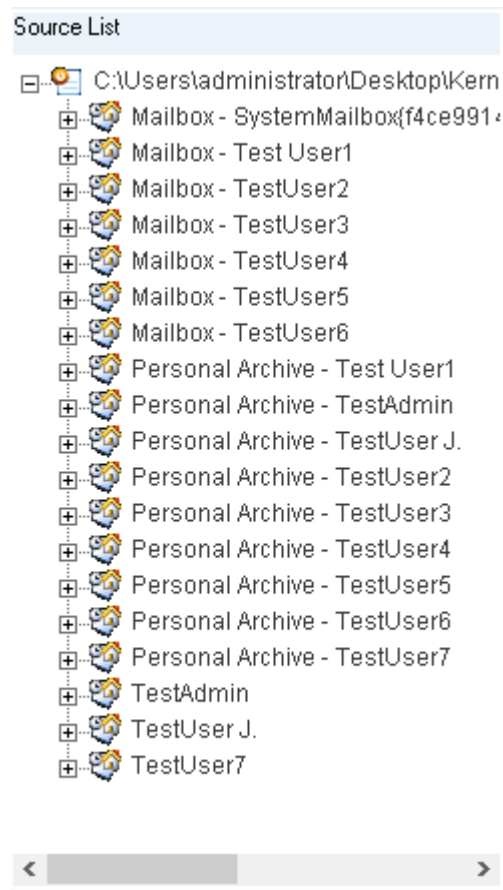 Source List
C:\Users\administrator\Desktop\Kern
Mailbox - SystemMailbox{f4ce991
Mailbox - Test User1
Mailbox - TestUser2
Mailbox - TestUser3
Mailbox - TestUser4
Mailbox - TestUser5
Mailbox - TestUser6
Personal Archive - Test User1
Personal Archive - TestAdmin
Personal Archive - TestUser J.
Personal Archive - TestUser2
Personal Archive - TestUser3
Personal Archive - TestUser4
Personal Archive - TestUser5
Personal Archive - TestUser6
Personal Archive - TestUser7
TestAdmin
TestUser J.
TestUser7